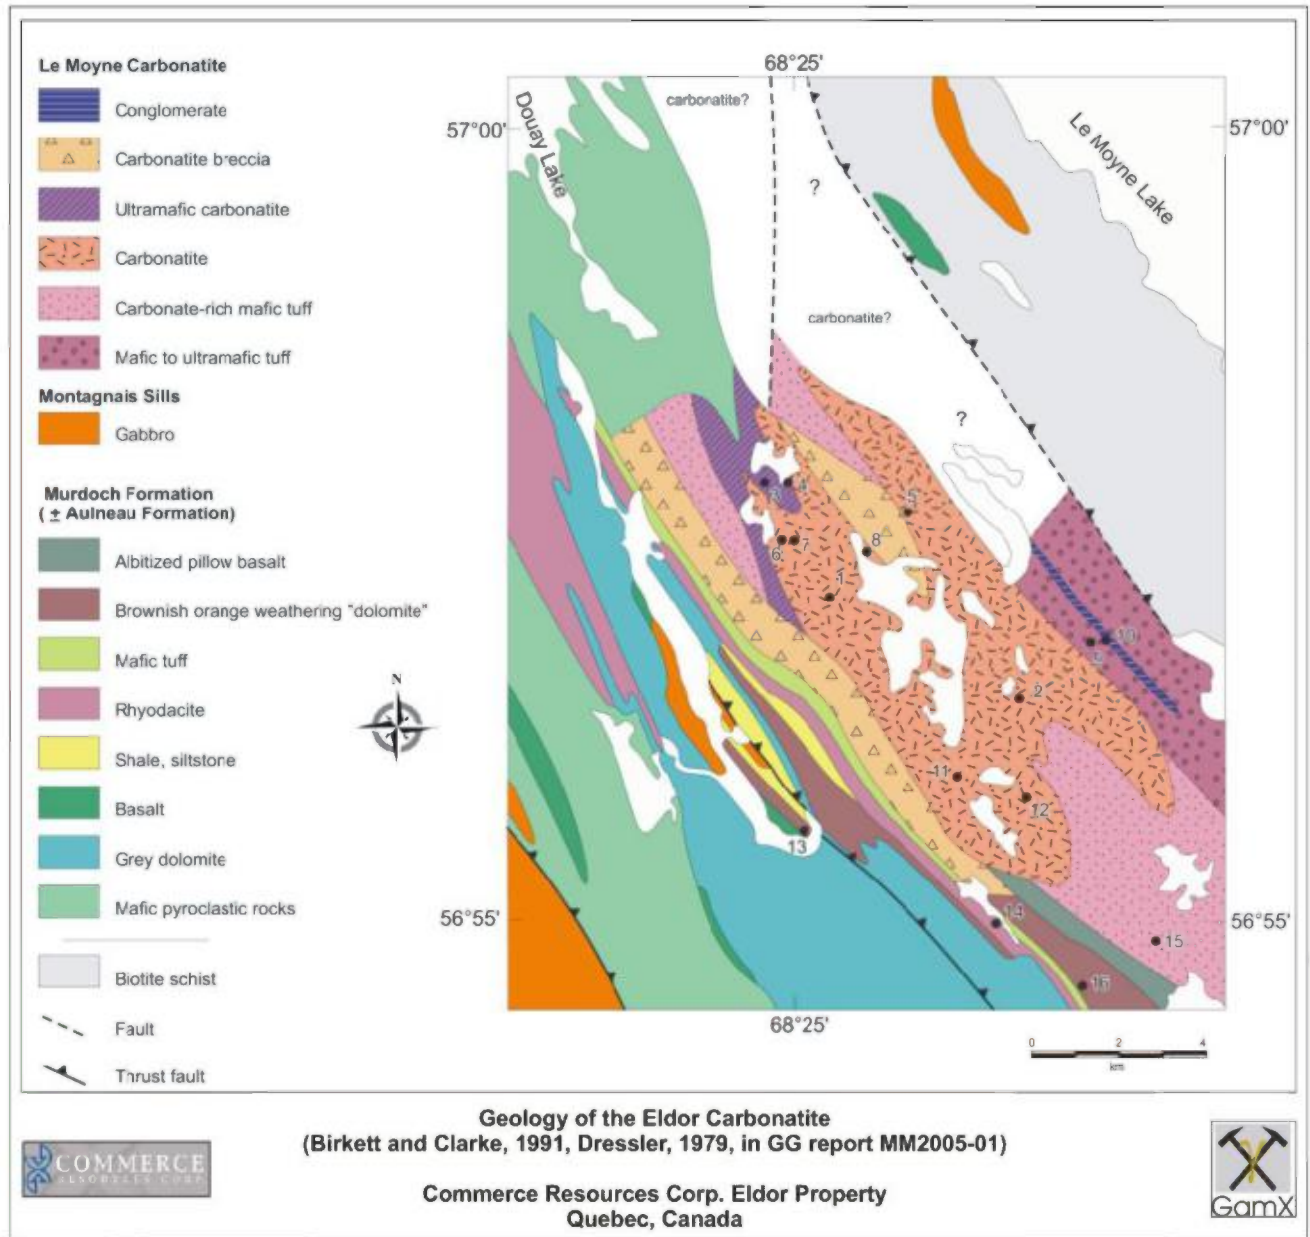 Le Moyne Carbonatite
Conglomerate
Carbonatite breccia
Ultramafic carbonatite
Carbonatite
Carbonate-rich mafic tuff
Mafic to ultramafic tuff
Montagnais Sills
Gabbro
Murdoch Formation
( ± Aulneau Formation)
Albitized pillow basalt
Brownish orange weathering "dolomite"
Mafic tuff
Rhyodacite
Shale, siltstone
Basalt
Grey dolomite
Mafic pyroclastic rocks
Biotite schist
Fault
Thrust fault
68°25'
57°00'
57°00'
Douay Lake
carbonatite?
Le Moyne Lake
?
carbonatite?
?
3
4
5
6
7
8
1
10
9
2
11
12
13
14
15
16
N
56°55'
56°55'
68°25'
0 2 4
km
Geology of the Eldor Carbonatite
(Birkett and Clarke, 1991, Dressler, 1979, in GG report MM2005-01)
Commerce Resources Corp. Eldor Property
Quebec, Canada
COMMERCE
RESOURCES CORP.
GamX